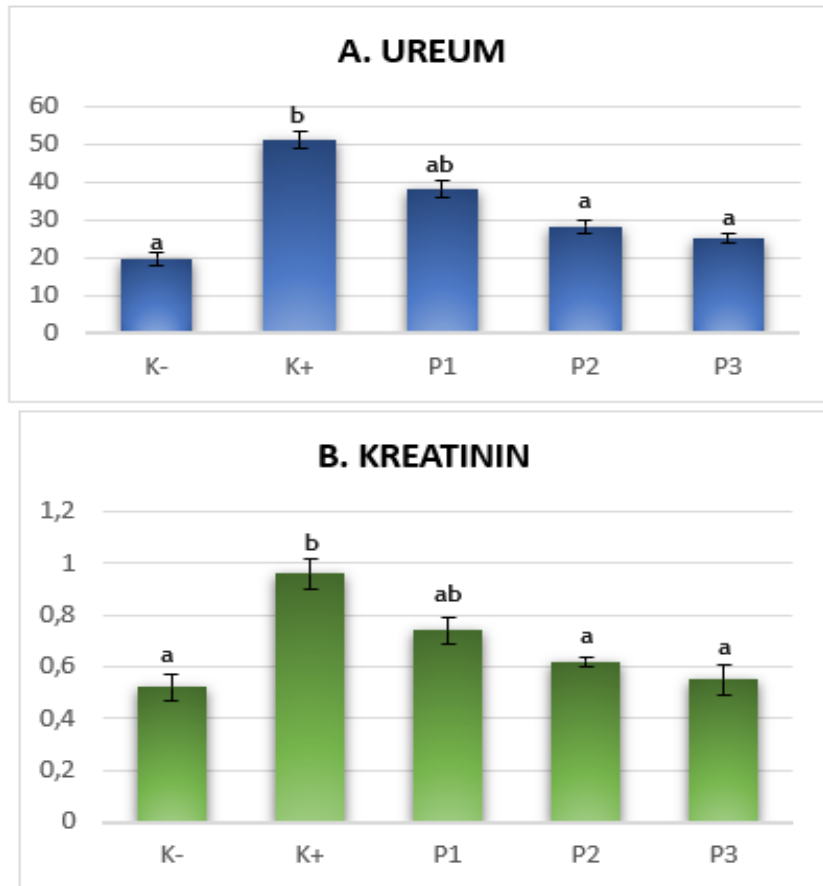 A. UREUM
60
50
40
30
20
10
0
a
b
ab
a
a
K-
K+
P1
P2
P3
B. KREATININ
1,2
1
0,8
0,6
0,4
0,2
0
a
b
ab
a
a
K-
K+
P1
P2
P3